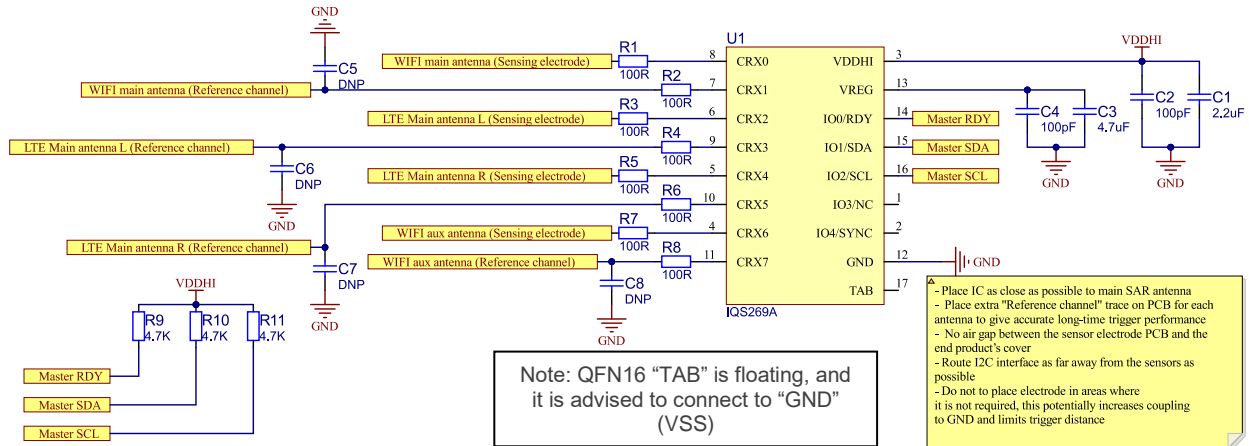 GND
C5
DNP
WIFI main antenna (Reference channel)
WIFI main antenna (Sensing electrode)
R1
100R
R2
100R
LTE Main antenna L (Sensing electrode)
R3
100R
LTE Main antenna L (Reference channel)
R4
100R
C6
DNP
GND
LTE Main antenna R (Sensing electrode)
R5
100R
R6
100R
LTE Main antenna R (Reference channel)
C7
DNP
GND
WIFI aux antenna (Sensing electrode)
R7
100R
WIFI aux antenna (Reference channel)
R8
100R
C8
DNP
GND
U1
8 CRX0 VDDHI 3
7 CRX1 VREG 13
6 CRX2 IO0/RDY 14
9 CRX3 IO1/SDA 15
5 CRX4 IO2/SCL 16
10 CRX5 IO3/NC 1
4 CRX6 IO4/SYNC 2
11 CRX7 GND 12
TAB 17
IQS269A
Master RDY
Master SDA
Master SCL
VDDHI
C4
100pF
C3
4.7uF
GND
C2
100pF
C1
2.2uF
GND
GND
VDDHI
R9
4.7K
R10
4.7K
R11
4.7K
Master RDY
Master SDA
Master SCL
Note: QFN16 “TAB” is floating, and
it is advised to connect to “GND”
(VSS)
- Place IC as close as possible to main SAR antenna
- Place extra "Reference channel" trace on PCB for each
antenna to give accurate long-time trigger performance
- No air gap between the sensor electrode PCB and the
end product's cover
- Route I2C interface as far away from the sensors as
possible
- Do not to place electrode in areas where
it is not required, this potentially increases coupling
to GND and limits trigger distance